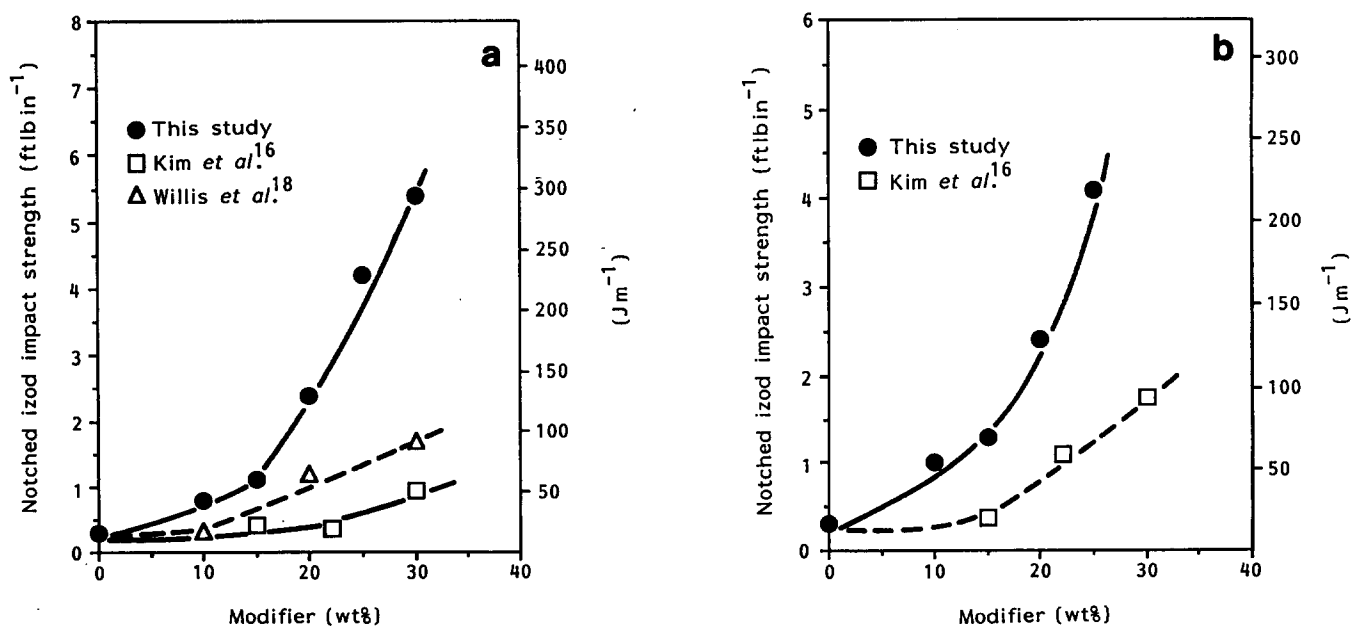 a
Notched izod impact strength (ft lb in⁻¹)
8
7
6
5
4
3
2
1
0
400
350
300
250
200
150
100
50
(J m⁻¹)
This study
Kim et al.¹⁶
Willis et al.¹⁸
0 10 20 30 40
Modifier (wt%)
b
Notched izod impact strength (ft lb in⁻¹)
6
5
4
3
2
1
0
300
250
200
150
100
50
(J m⁻¹)
This study
Kim et al.¹⁶
0 10 20 30 40
Modifier (wt%)